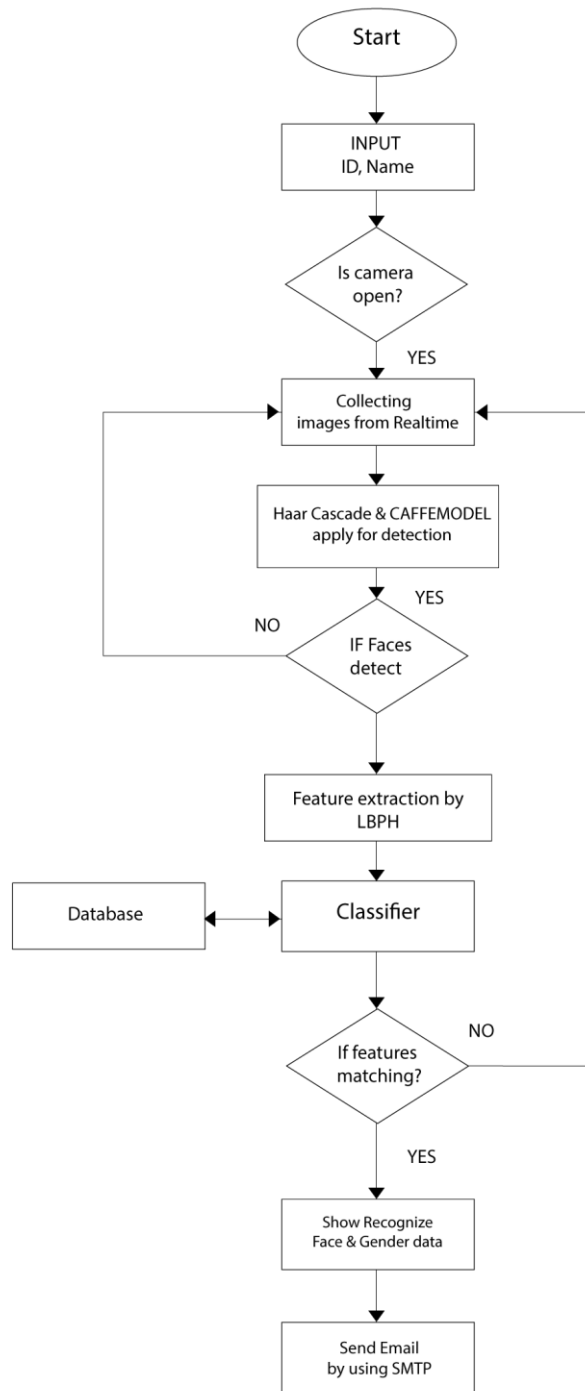 Start
INPUT
ID, Name
Is camera
open?
YES
Collecting
images from Realtime
Haar Cascade & CAFFEMODEL
apply for detection
YES
NO
IF Faces
detect
Feature extraction by
LBPH
Database
Classifier
If features
matching?
NO
YES
Show Recognize
Face & Gender data
Send Email
by using SMTP